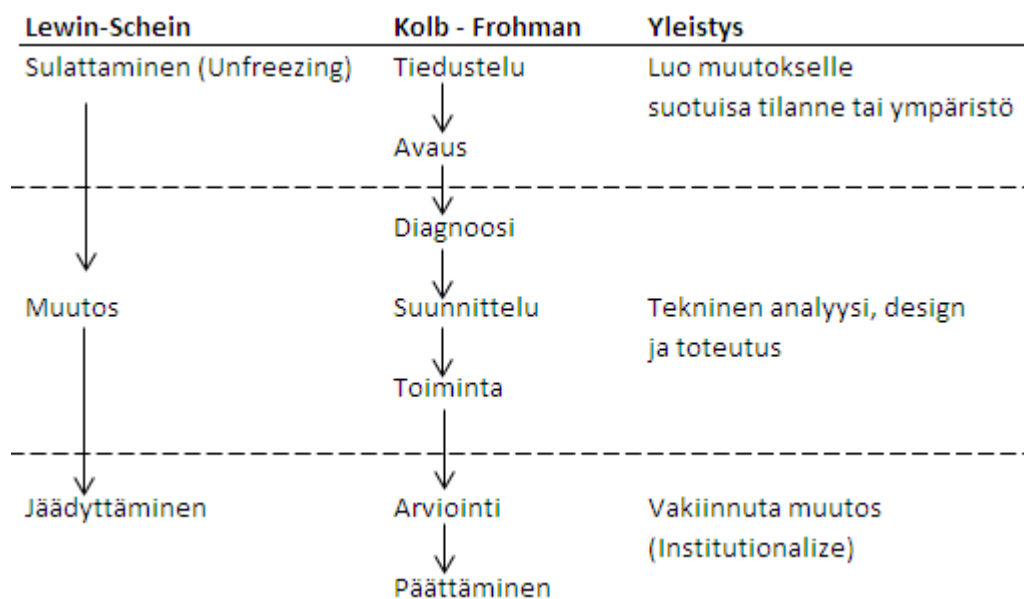 Lewin-Schein Kolb - Frohman Yleistys
Sulattaminen (Unfreezing) Tiedustelu Luo muutokselle
suotuisa tilanne tai ympäristö
Avaus
Diagnoosi
Muutos Suunnittelu Tekninen analyysi, design
ja toteutus
Toiminta
Jäädyttäminen Arviointi Vakiinnuta muutos
(Institutionalize)
Päättäminen